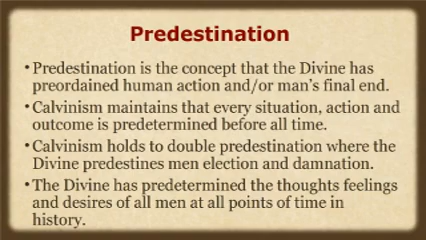 Predestination
• Predestination is the concept that the Divine has
preordained human action and/or man's final end.
• Calvinism maintains that every situation, action and
outcome is predetermined before all time.
• Calvinism holds to double predestination where the
Divine predestines men election and damnation.
• The Divine has predetermined the thoughts feelings
and desires of all men at all points of time in
history.